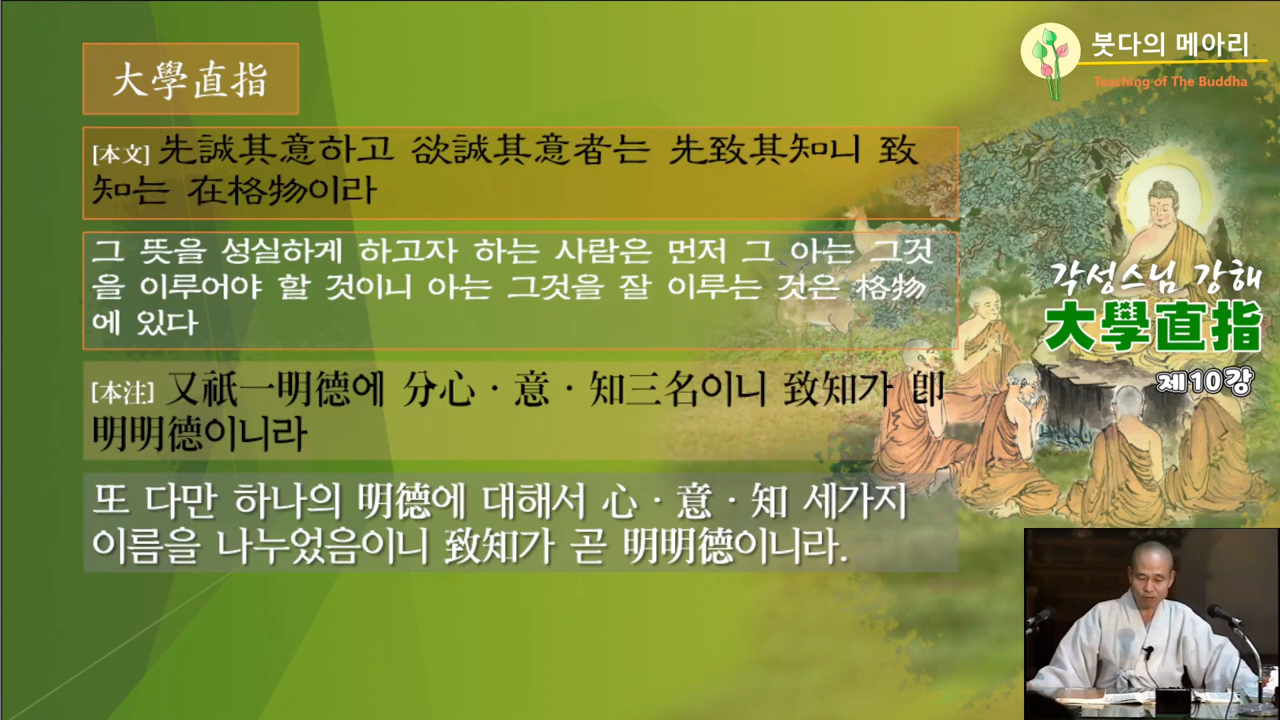 大學直指
[本文] 先誠其意하고 欲誠其意者는 先致其知니 致
知는 在格物이라
그 뜻을 성실하게 하고자 하는 사람은 먼저 그 아는 그것
을 이루어야 할 것이니 아는 그것을 잘 이루는 것은 格物
에 있다
[本注] 又祇一明德에 分心·意·知三名이니 致知가 卽
明明德이니라
또 다만 하나의 明德에 대해서 心·意·知 세가지
이름을 나누었음이니 致知가 곧 明明德이니라.
붓다의 메아리
Teaching of The Buddha
각성스님 강해
大學直指
제10강